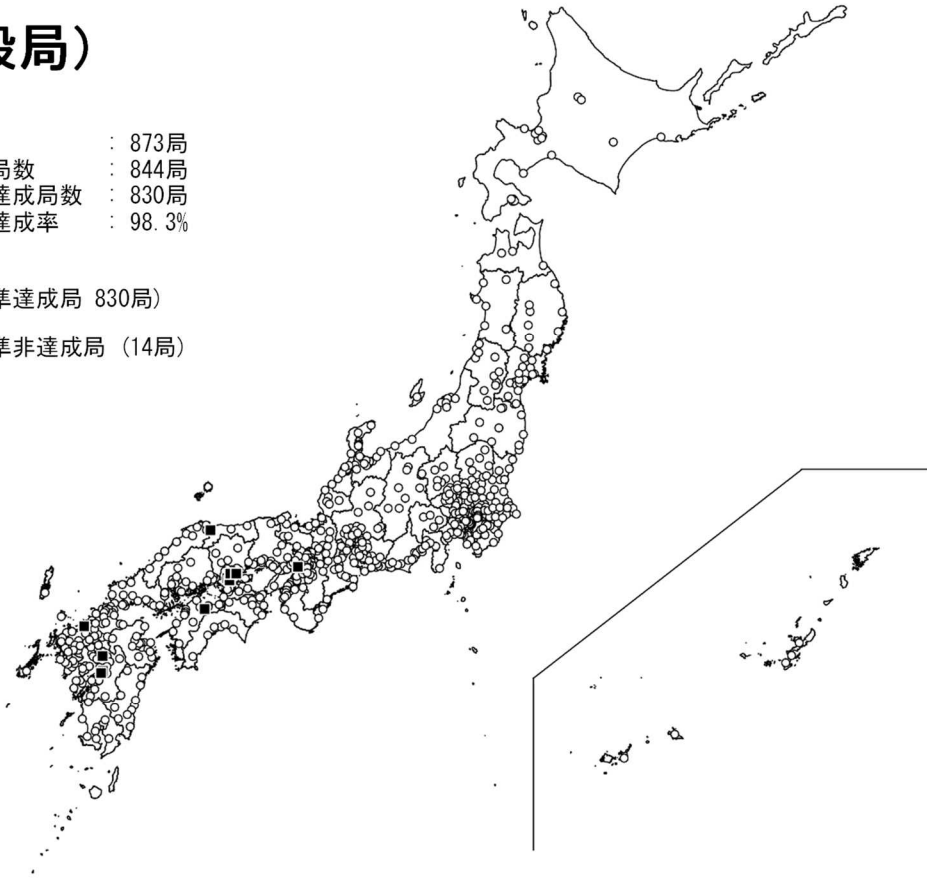 設局)
: 873局
局数 : 844局
達成局数 : 830局
達成率 : 98.3%
準達成局 830局)
準非達成局 (14局)